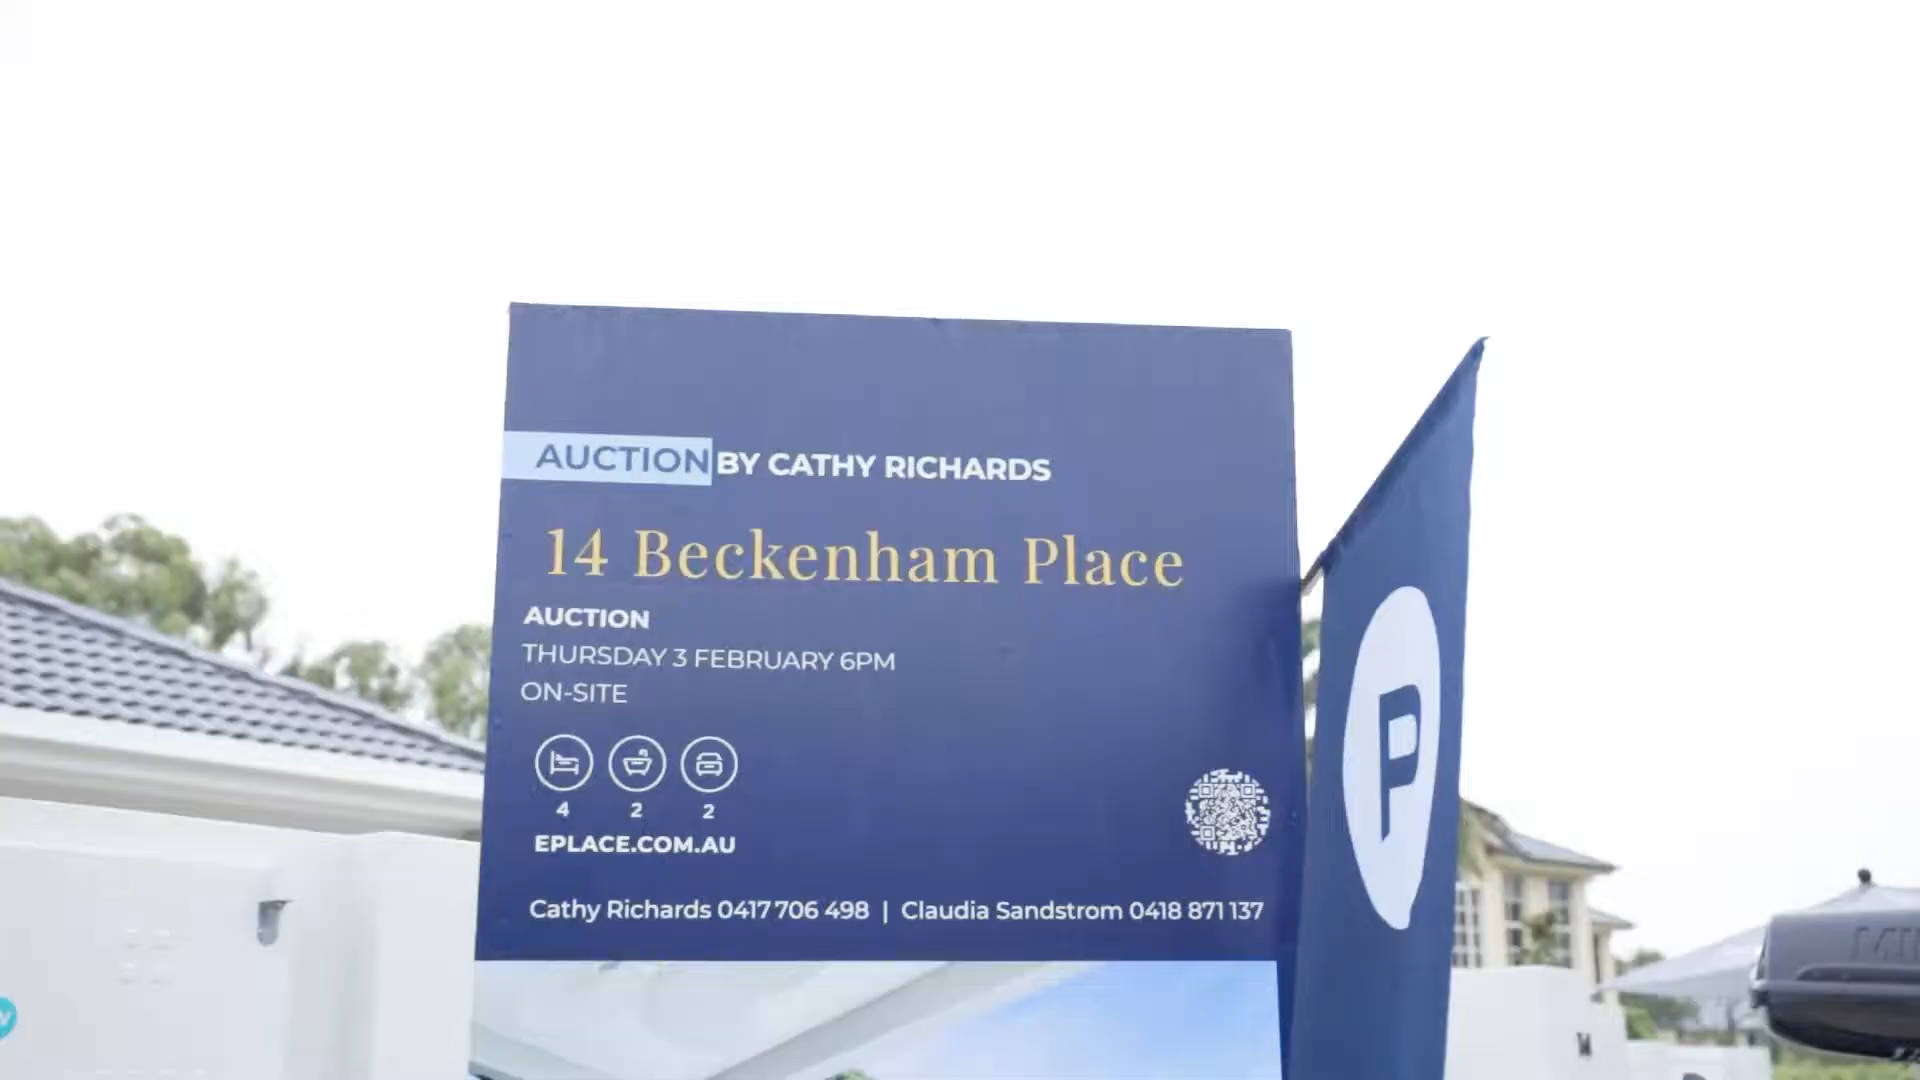 AUCTION BY CATHY RICHARDS
14 Beckenham Place
AUCTION
THURSDAY 3 FEBRUARY 6PM
ON-SITE
4 2 2
EPLACE.COM.AU
Cathy Richards 0417 706 498 | Claudia Sandstrom 0418 871 137
P